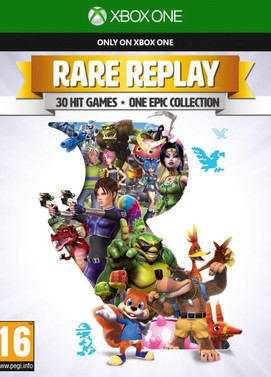 XBOX ONE
ONLY ON XBOX ONE
RARE REPLAY
30 HIT GAMES • ONE EPIC COLLECTION
16
www.pegi.info